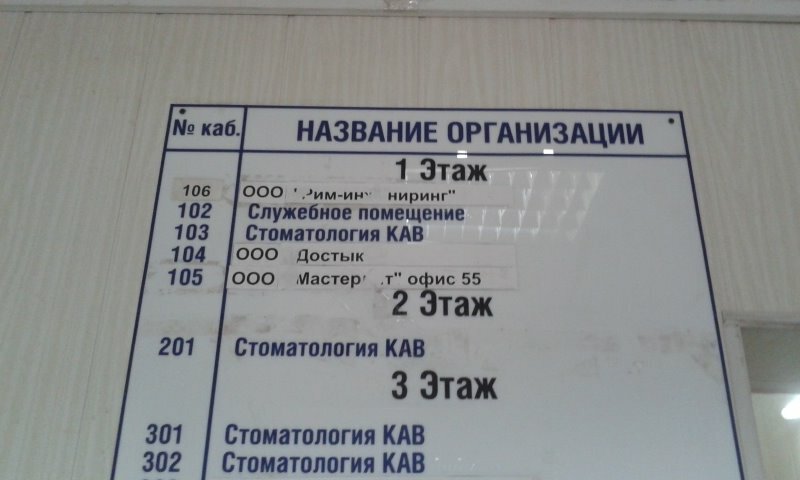 № каб. НАЗВАНИЕ ОРГАНИЗАЦИИ
1 Этаж
106 ООО
102 Служебное помещение
103 Стоматология КАВ
104 ООО Достык
105 ООО офис 55
2 Этаж
201 Стоматология КАВ
3 Этаж
301 Стоматология КАВ
302 Стоматология КАВ